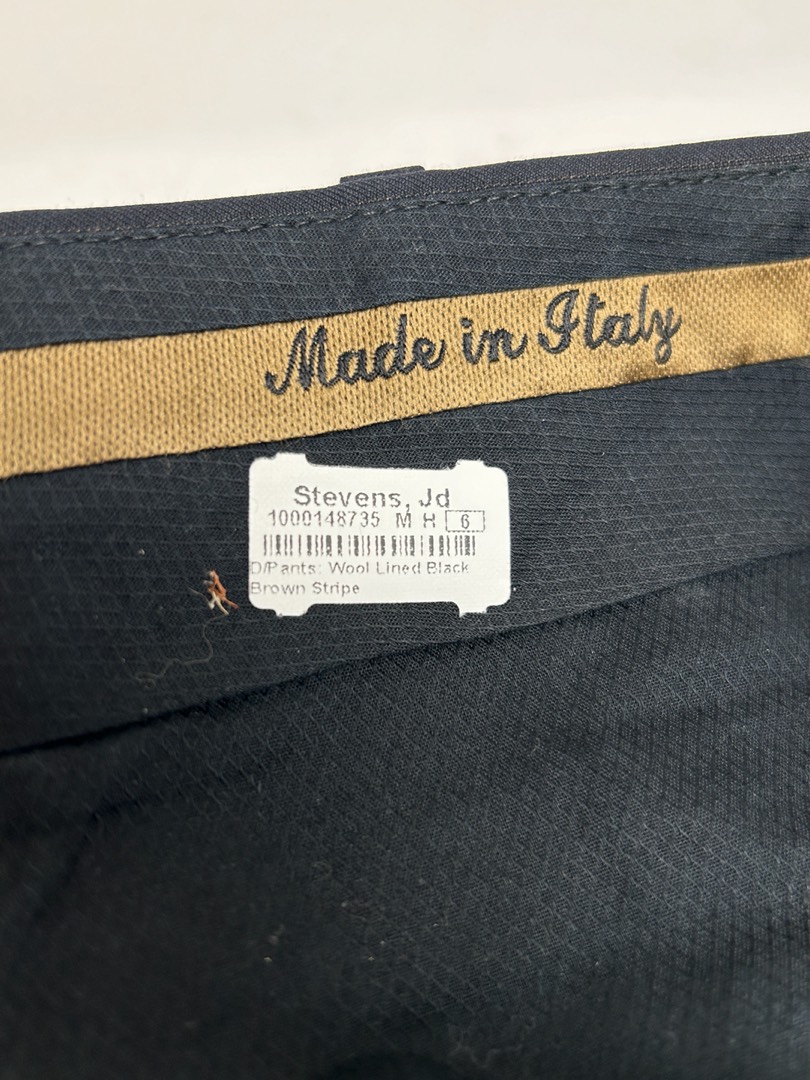 Made in Italy
Stevens, Jd
1000148735 M H 6
D/Pants: Wool Lined Black
Brown Stripe